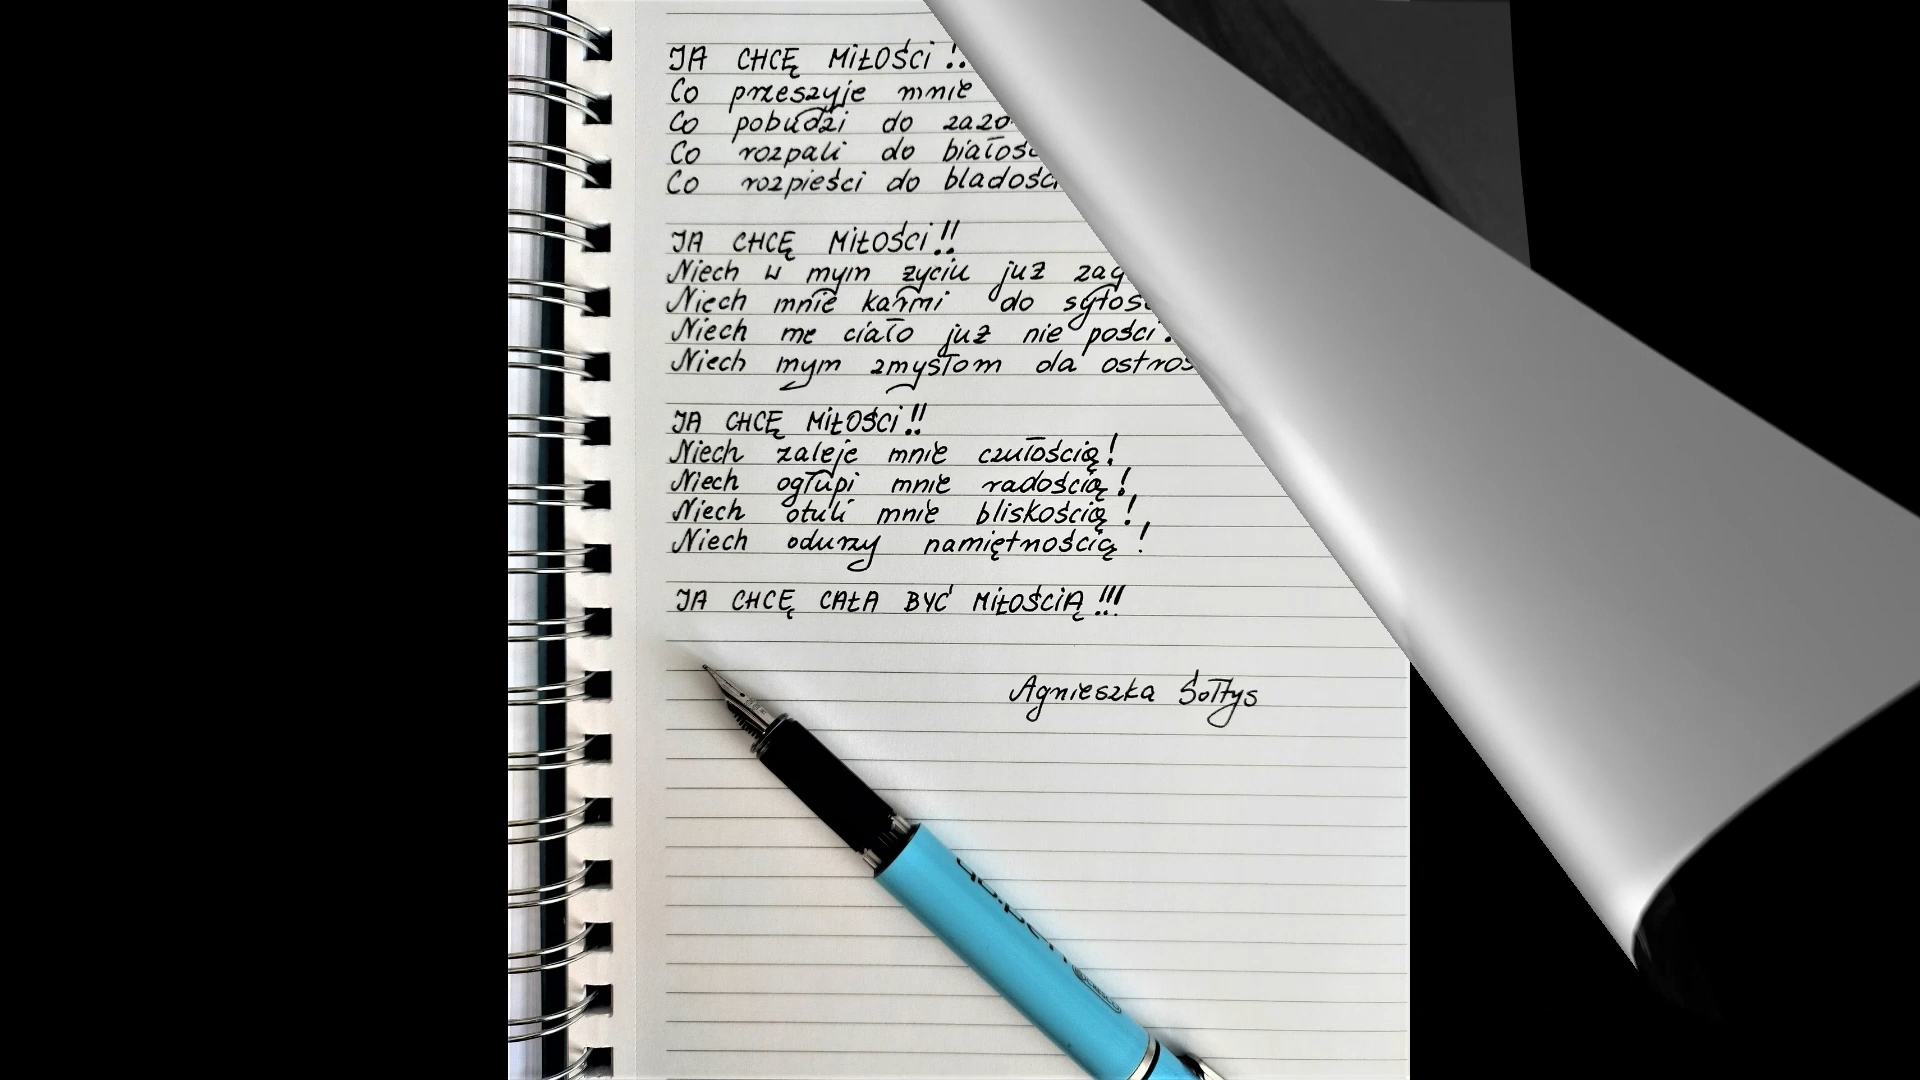 JA CHCĘ MIŁOŚCI !!
Co przeszyje mnie
Co pobudzi do
Co rozpali do
Co rozpieści do
JA CHCĘ MIŁOŚCI!!
Niech w mym życiu już
Niech mnie karmi do
Niech me ciało już nie pości!
Niech mym zmysłom da
JA CHCĘ MIŁOŚCI!!
Niech zaleje mnie czułością!
Niech ogłupi mnie radością!
Niech otuli mnie bliskością!
Niech odurzy namiętnością!
JA CHCĘ CAŁA BYĆ MIŁOŚCIĄ!!!
Agnieszka Sołtys